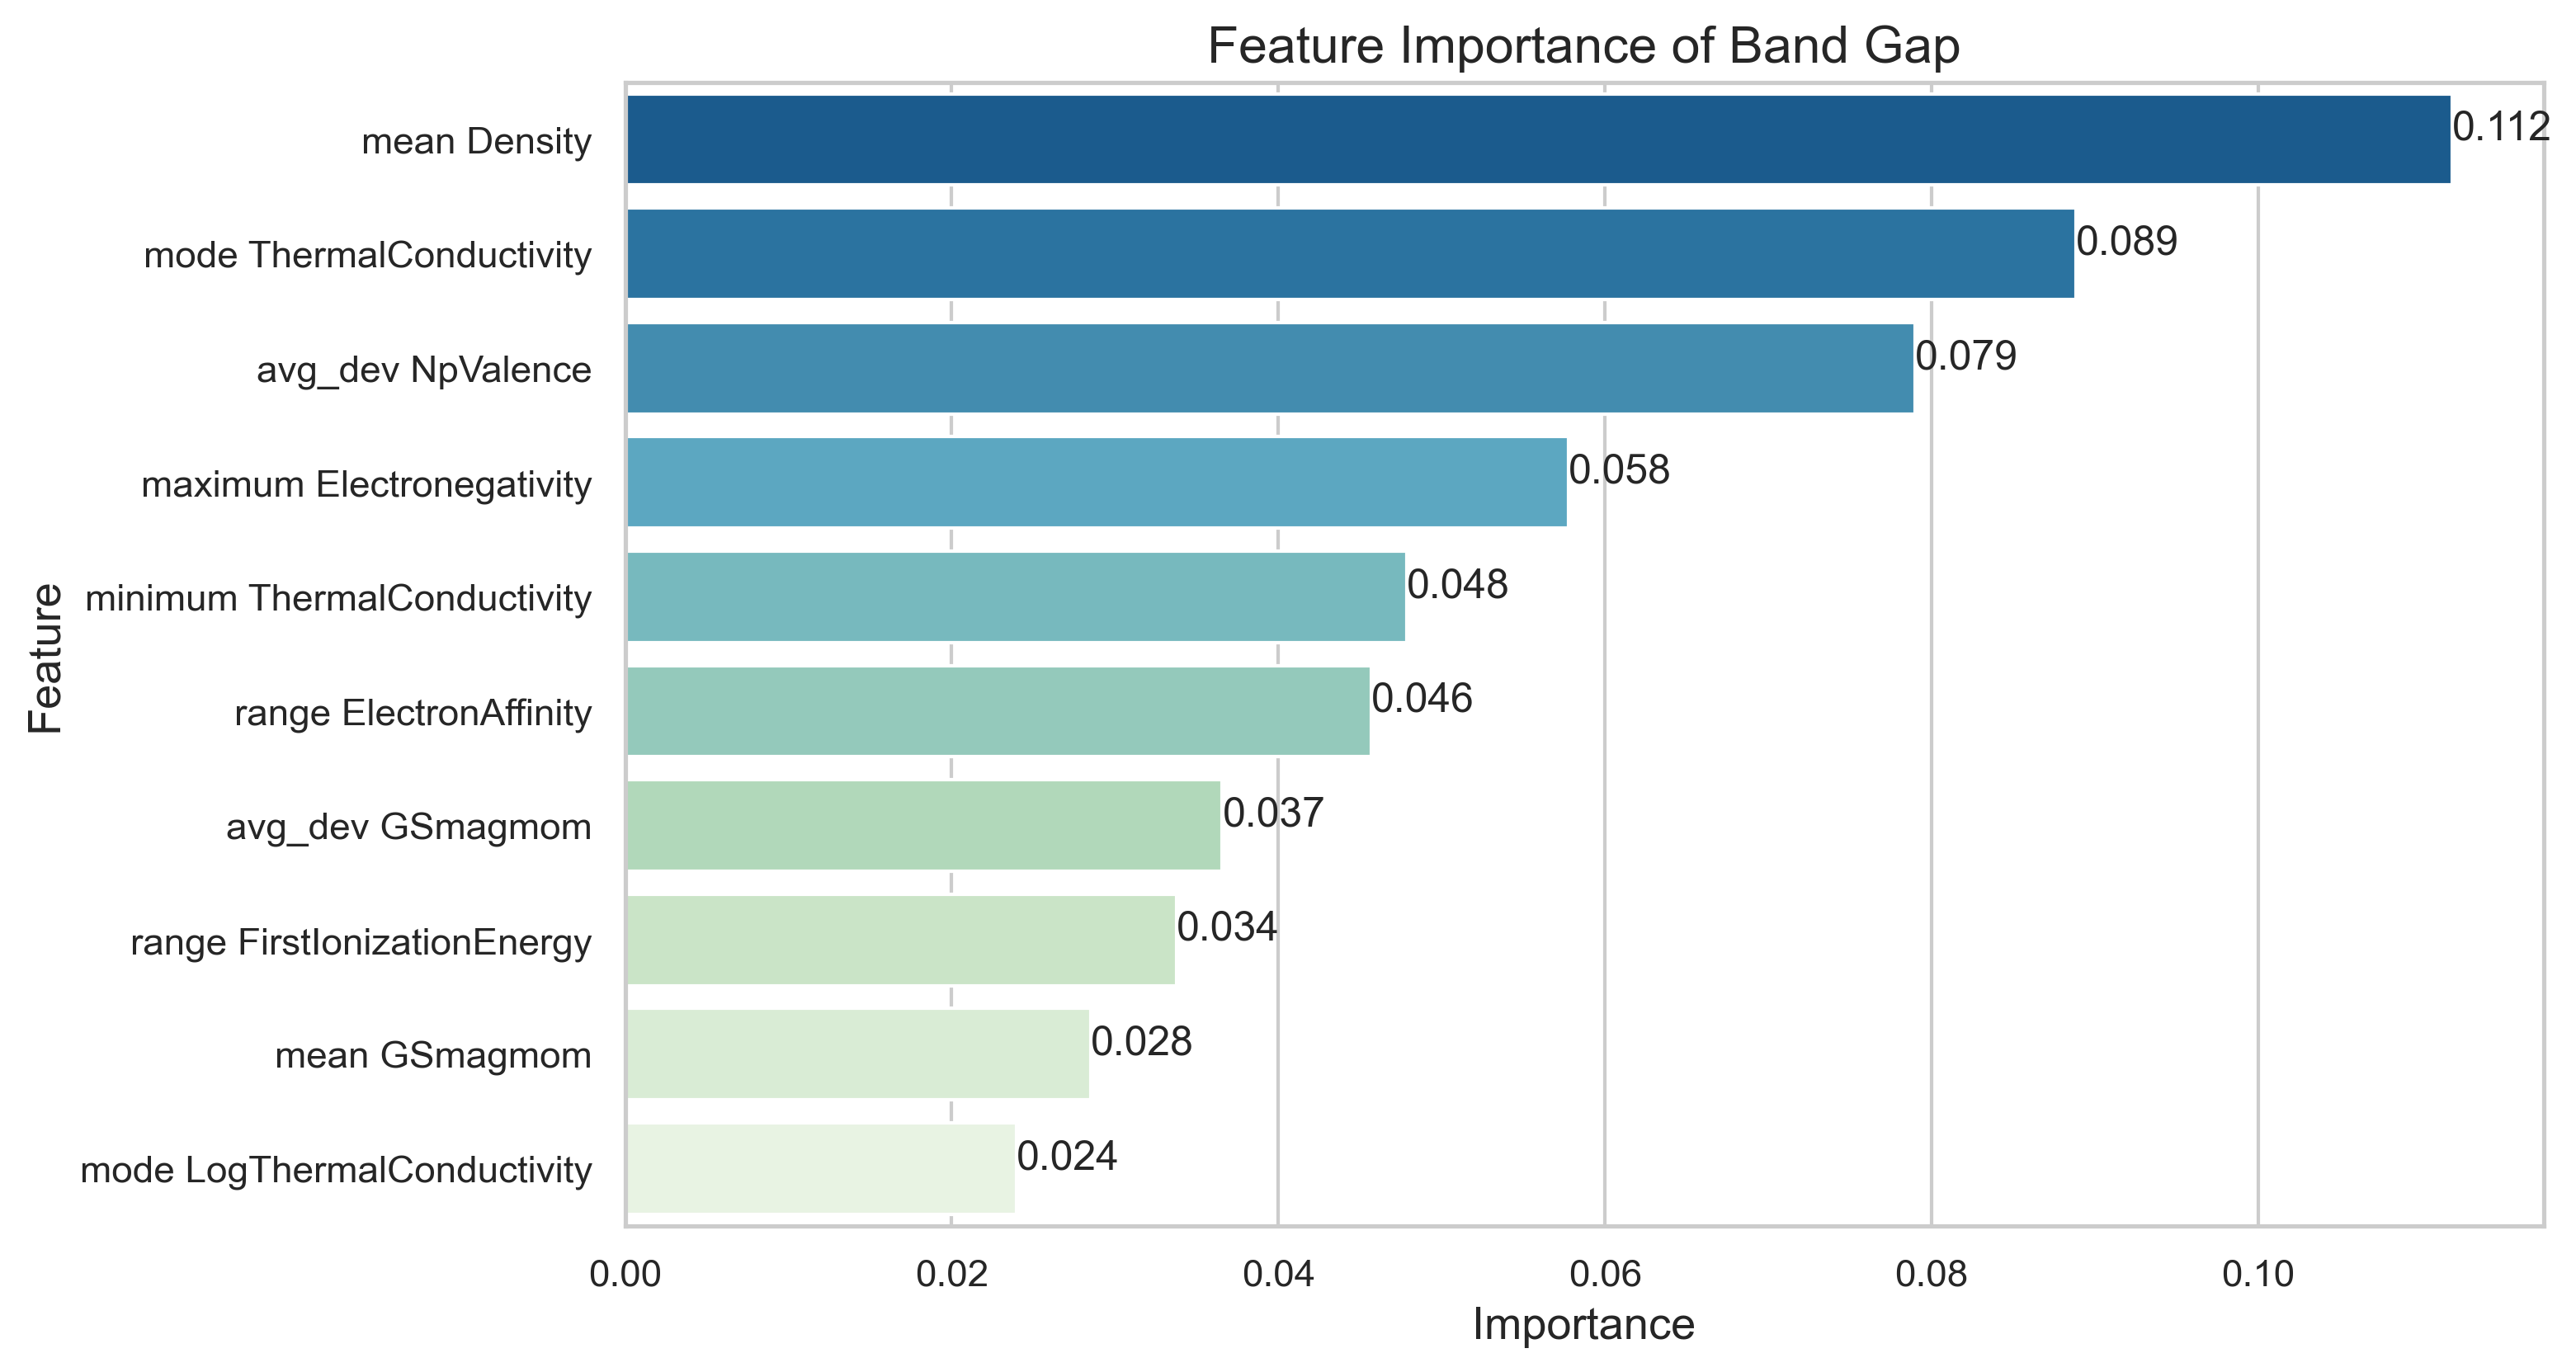 Feature Importance of Band Gap
Feature
mean Density
0.112
mode ThermalConductivity
0.089
avg_dev NpValence
0.079
maximum Electronegativity
0.058
minimum ThermalConductivity
0.048
range ElectronAffinity
0.046
avg_dev GSmagmom
0.037
range FirstIonizationEnergy
0.034
mean GSmagmom
0.028
mode LogThermalConductivity
0.024
0.00 0.02 0.04 0.06 0.08 0.10
Importance